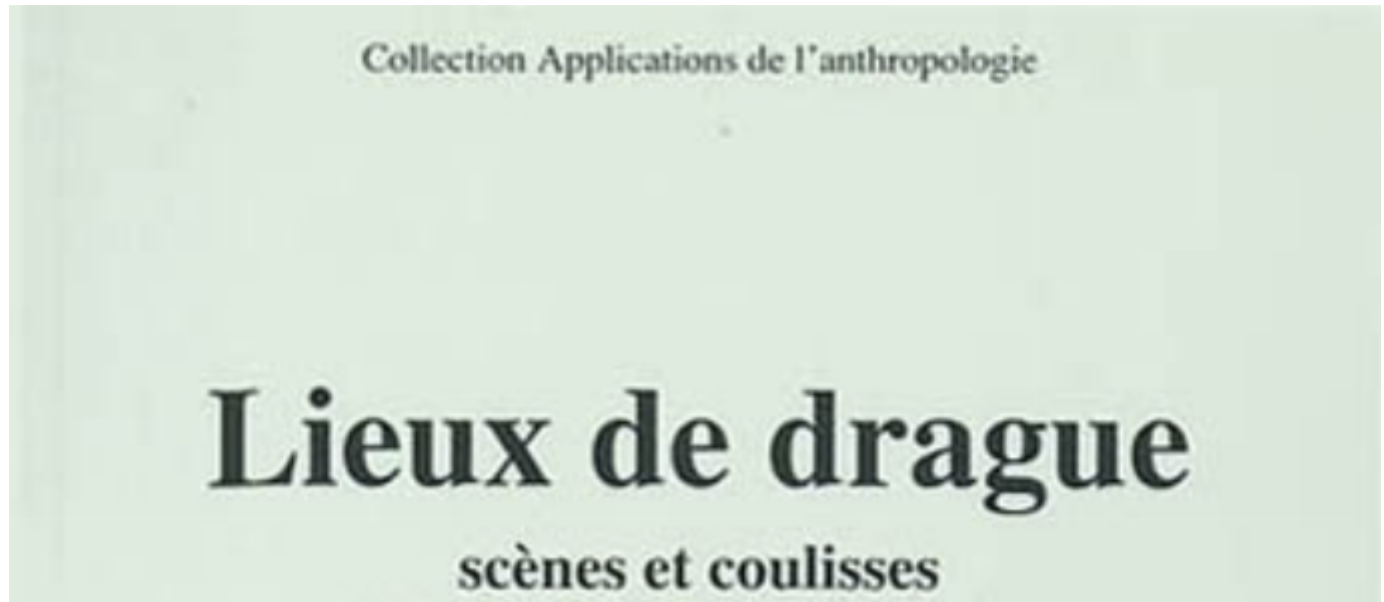 Collection Applications de l'anthropologie
Lieux de drague
scènes et coulisses